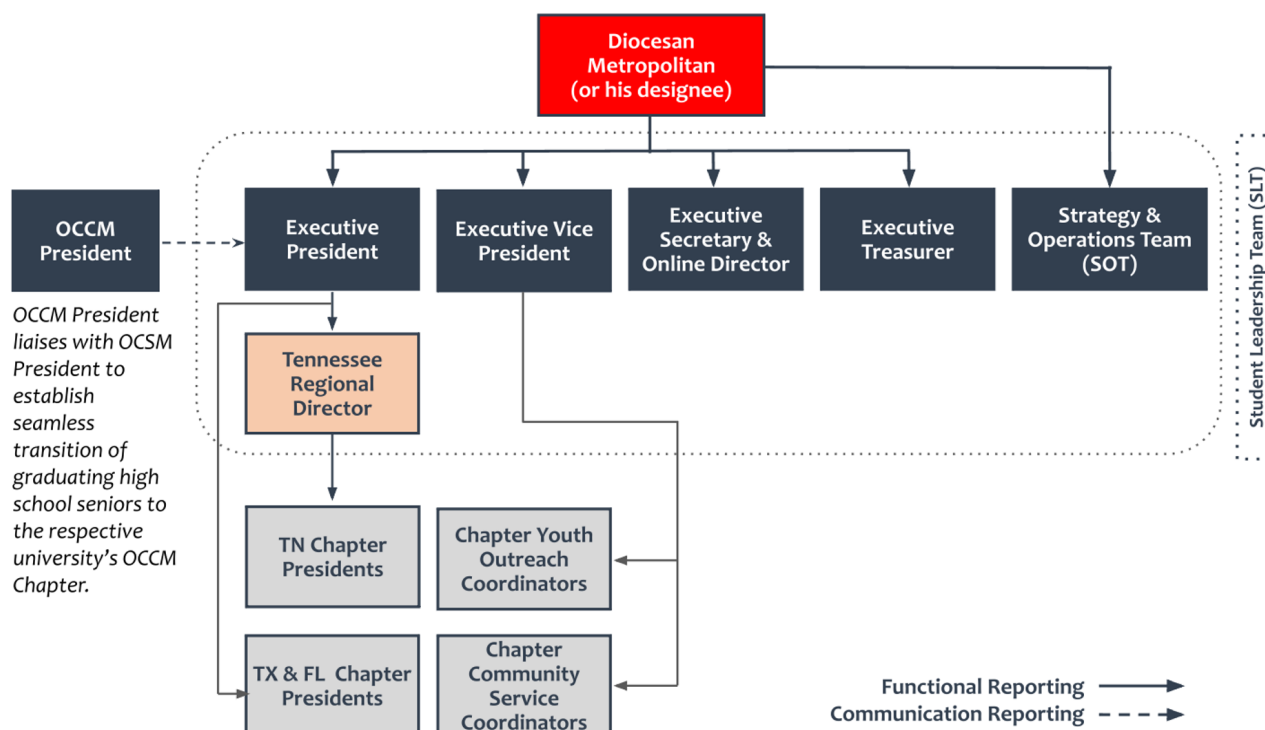 Diocesan
Metropolitan
(or his designee)
OCCM
President
Executive
President
Executive Vice
President
Executive
Secretary &
Online Director
Executive
Treasurer
Strategy &
Operations Team
(SOT)
Student Leadership Team (SLT)
OCCM President
liaises with OCSM
President to
establish
seamless
transition of
graduating high
school seniors to
the respective
university’s OCCM
Chapter.
Tennessee
Regional
Director
TN Chapter
Presidents
Chapter Youth
Outreach
Coordinators
TX & FL Chapter
Presidents
Chapter
Community
Service
Coordinators
Functional Reporting
Communication Reporting